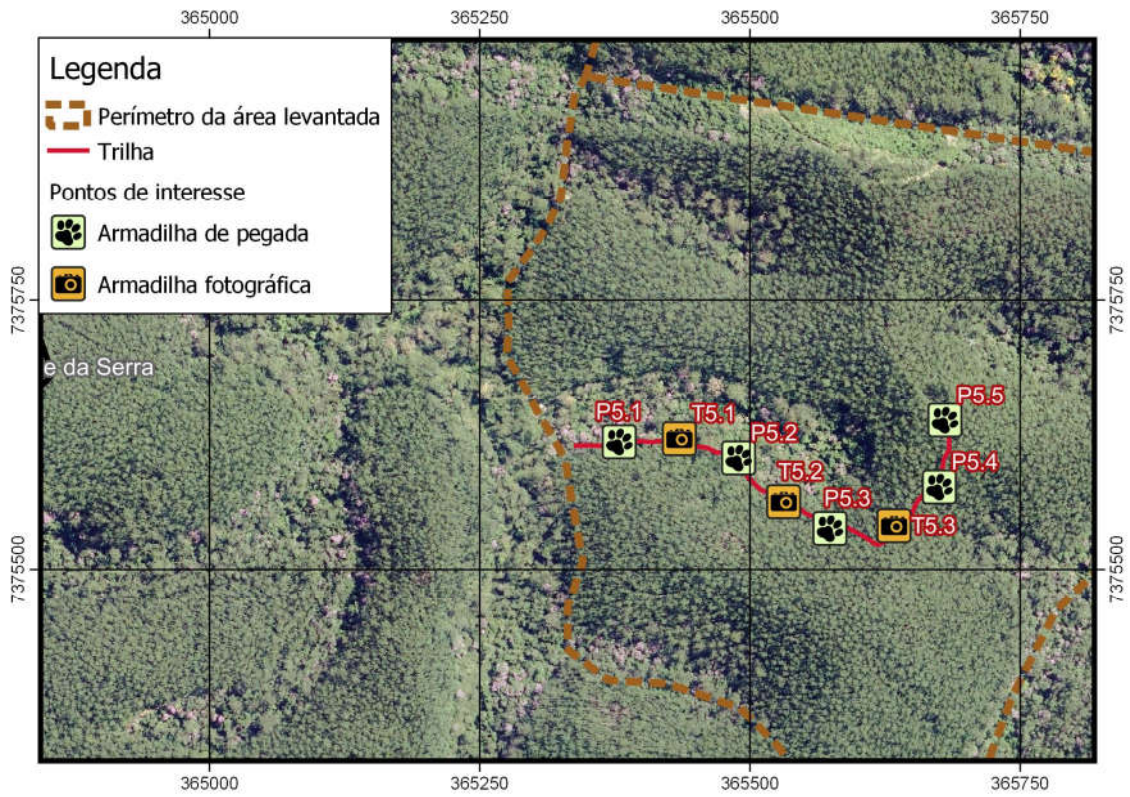 365000 365250 365500 365750
Legenda
Perímetro da área levantada
Trilha
Pontos de interesse
Armadilha de pegada
Armadilha fotográfica
7375750 7375750
e da Serra
P5.5
P5.1 T5.1
P5.2
P5.4
T5.2
P5.3
T5.3
7375500 7375500
365000 365250 365500 365750